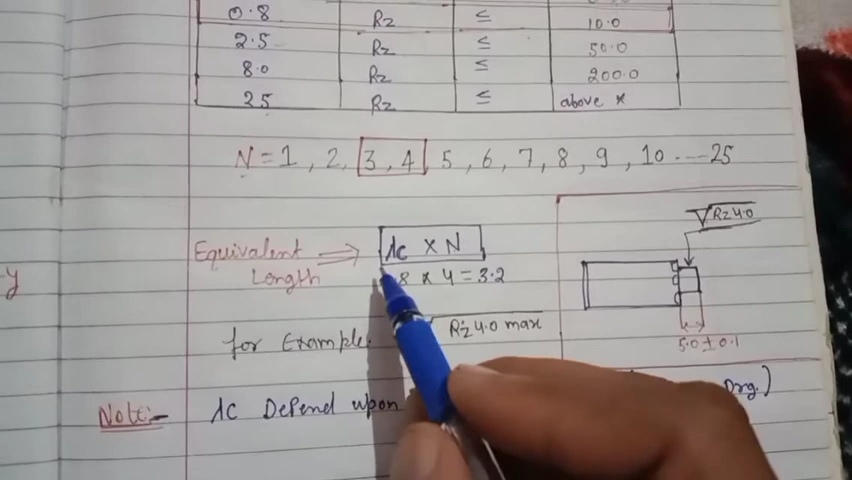 0.8 Rz ≤ 10.0
2.5 Rz ≤ 50.0
8.0 Rz ≤ 200.0
25 Rz ≤ above *
N = 1, 2, 3, 4, 5, 6, 7, 8, 9, 10 --- 25
Equivalent Length ⇒ λc × N
8 × 4 = 3.2
√Rz 4.0
5.0 ± 0.1
for Example. Rz 4.0 max
Note:- λc Depend upon Drg.)
y